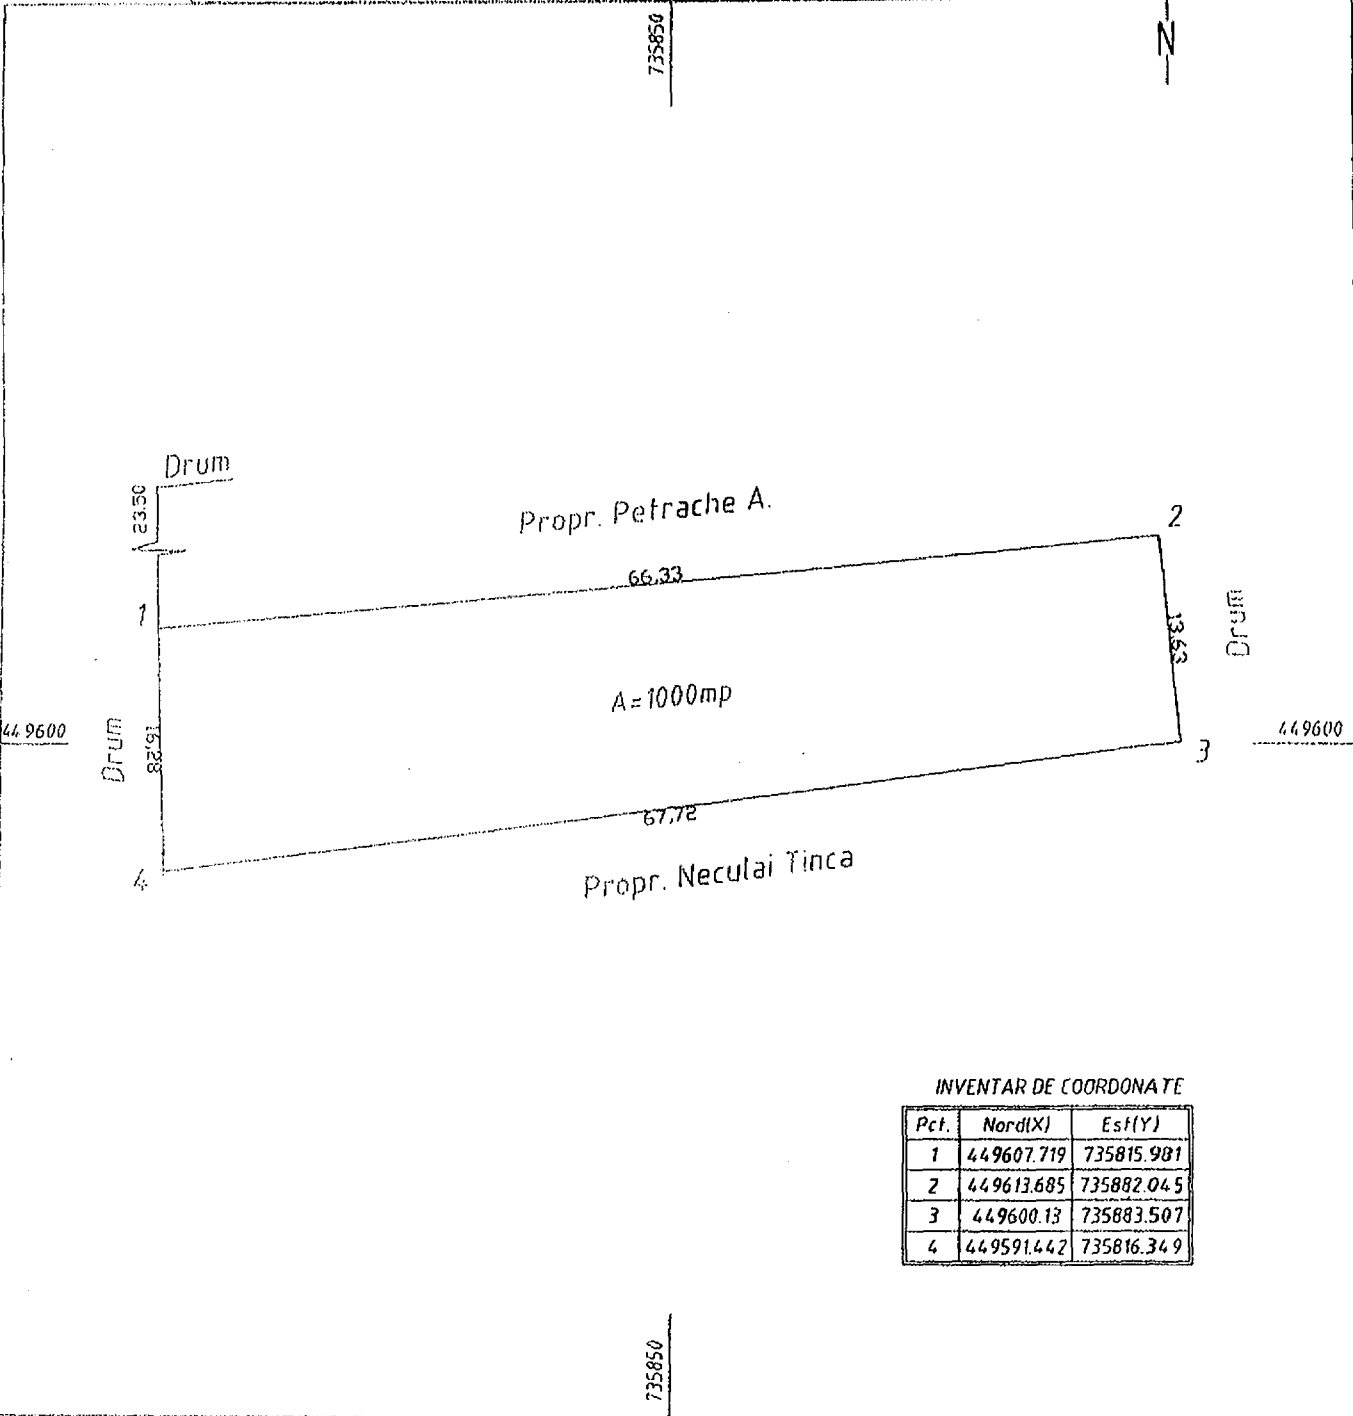 735850
N
Drum
23.50
Propr. Petrache A.
2
66,33
1
13,63
Drum
A=1000mp
449600
Drum
16,28
449600
3
67,72
4
Propr. Neculai Tinca
INVENTAR DE COORDONATE
Pct. Nord(X) Est(Y)
1 449607.719 735815.981
2 449613.685 735882.045
3 449600.13 735883.507
4 449591.442 735816.349
735850